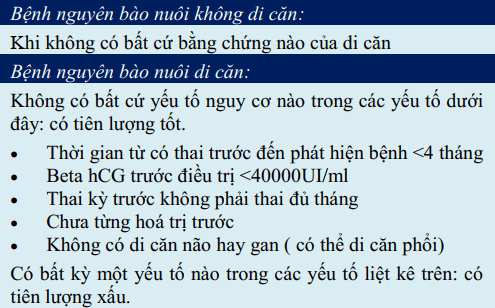 Bệnh nguyên bào nuôi không di căn:
Khi không có bất cứ bằng chứng nào của di căn
Bệnh nguyên bào nuôi di căn:
Không có bất cứ yếu tố nguy cơ nào trong các yếu tố dưới
đây: có tiên lượng tốt.
• Thời gian từ có thai trước đến phát hiện bệnh <4 tháng
• Beta hCG trước điều trị <40000UI/ml
• Thai kỳ trước không phải thai đủ tháng
• Chưa từng hoá trị trước
• Không có di căn não hay gan ( có thể di căn phổi)
Có bất kỳ một yếu tố nào trong các yếu tố liệt kê trên: có
tiên lượng xấu.